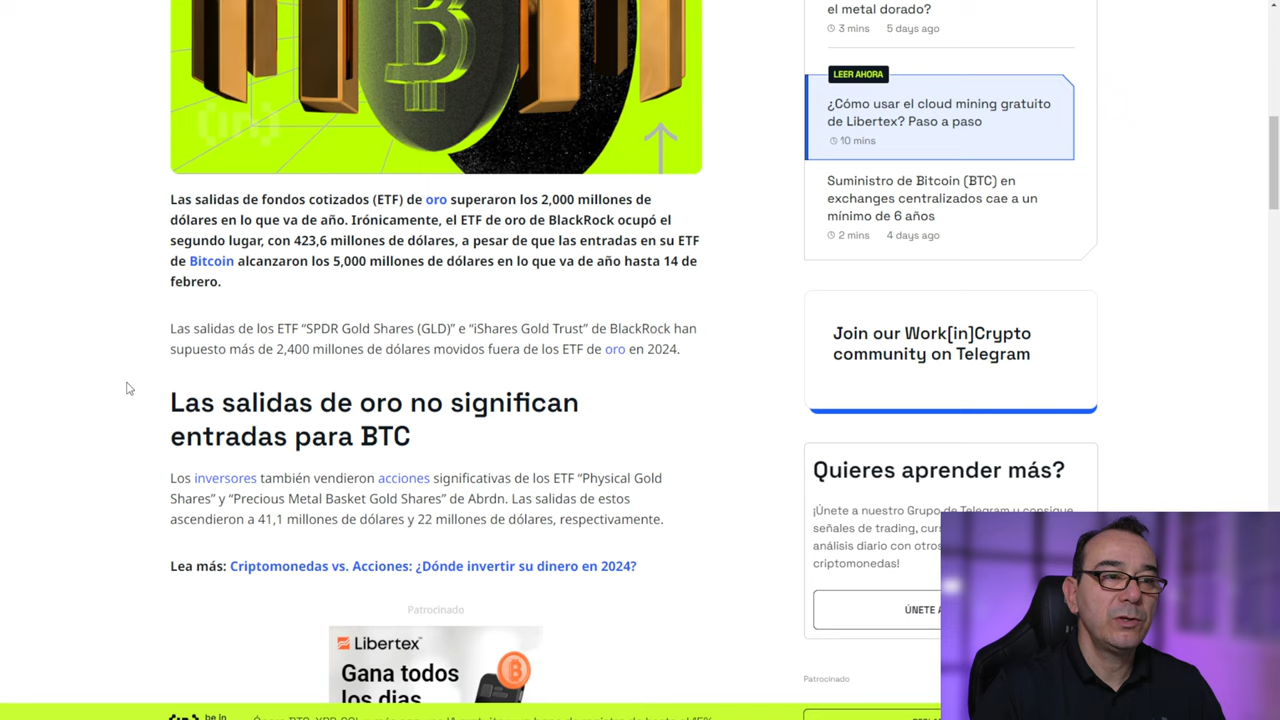 Las salidas de fondos cotizados (ETF) de oro superaron los 2,000 millones de
dólares en lo que va de año. Irónicamente, el ETF de oro de BlackRock ocupó el
segundo lugar, con 423,6 millones de dólares, a pesar de que las entradas en su ETF
de Bitcoin alcanzaron los 5,000 millones de dólares en lo que va de año hasta 14 de
febrero.
Las salidas de los ETF “SPDR Gold Shares (GLD)” e “iShares Gold Trust” de BlackRock han
supuesto más de 2,400 millones de dólares movidos fuera de los ETF de oro en 2024.
Las salidas de oro no significan
entradas para BTC
Los inversores también vendieron acciones significativas de los ETF “Physical Gold
Shares” y “Precious Metal Basket Gold Shares” de Abrdn. Las salidas de estos
ascendieron a 41,1 millones de dólares y 22 millones de dólares, respectivamente.
Lea más: Criptomonedas vs. Acciones: ¿Dónde invertir su dinero en 2024?
Patrocinado
Libertex
Gana todos
los dias
be in
el metal dorado?
3 mins 5 days ago
LEER AHORA
¿Cómo usar el cloud mining gratuito
de Libertex? Paso a paso
10 mins
Suministro de Bitcoin (BTC) en
exchanges centralizados cae a un
mínimo de 6 años
2 mins 4 days ago
Join our Work[in]Crypto
community on Telegram
Quieres aprender más?
¡Únete a nuestro Grupo de Telegram y consigue
señales de trading,
análisis diario con otros
criptomonedas!
ÚNETE
Patrocinado